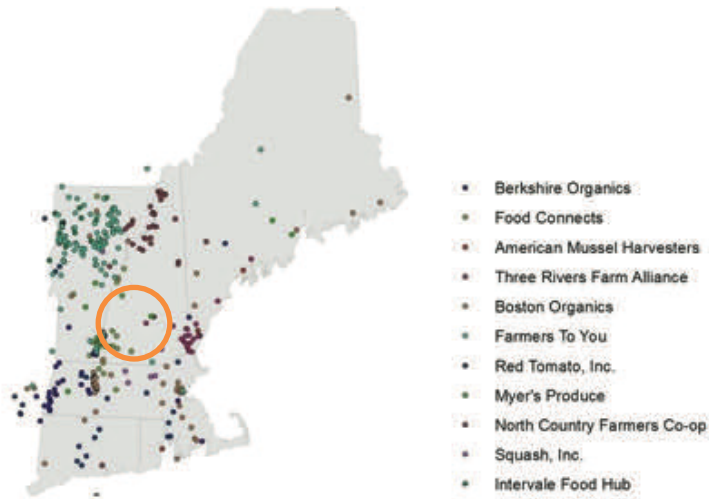 Berkshire Organics
Food Connects
American Mussel Harvesters
Three Rivers Farm Alliance
Boston Organics
Farmers To You
Red Tomato, Inc.
Myer's Produce
North Country Farmers Co-op
Squash, Inc.
Intervale Food Hub